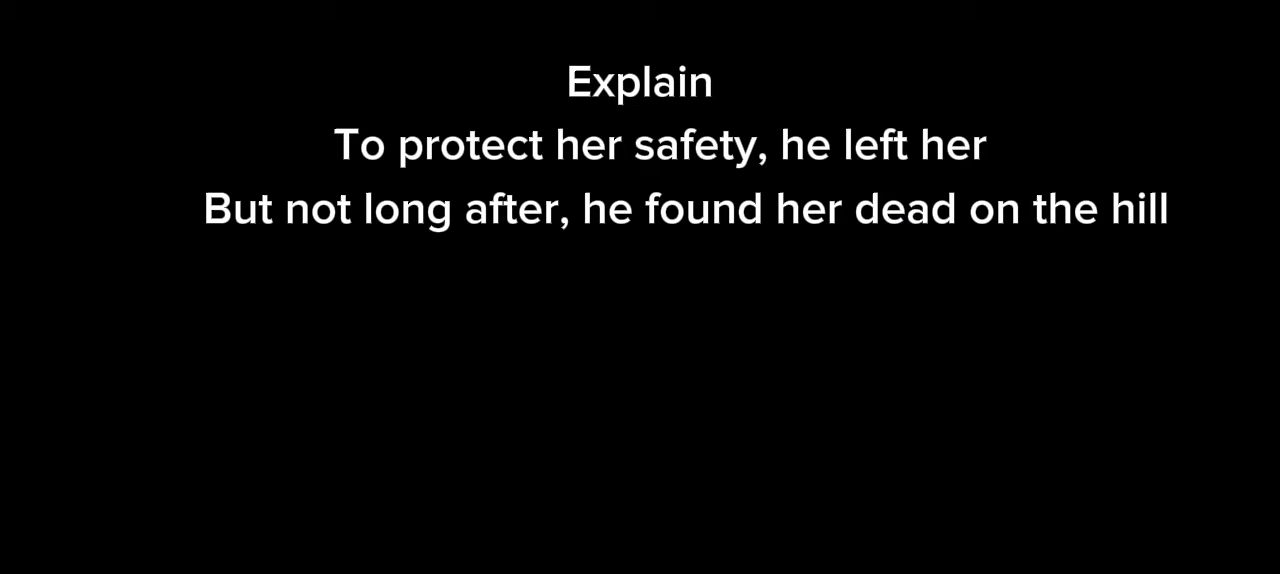 Explain
To protect her safety, he left her
But not long after, he found her dead on the hill